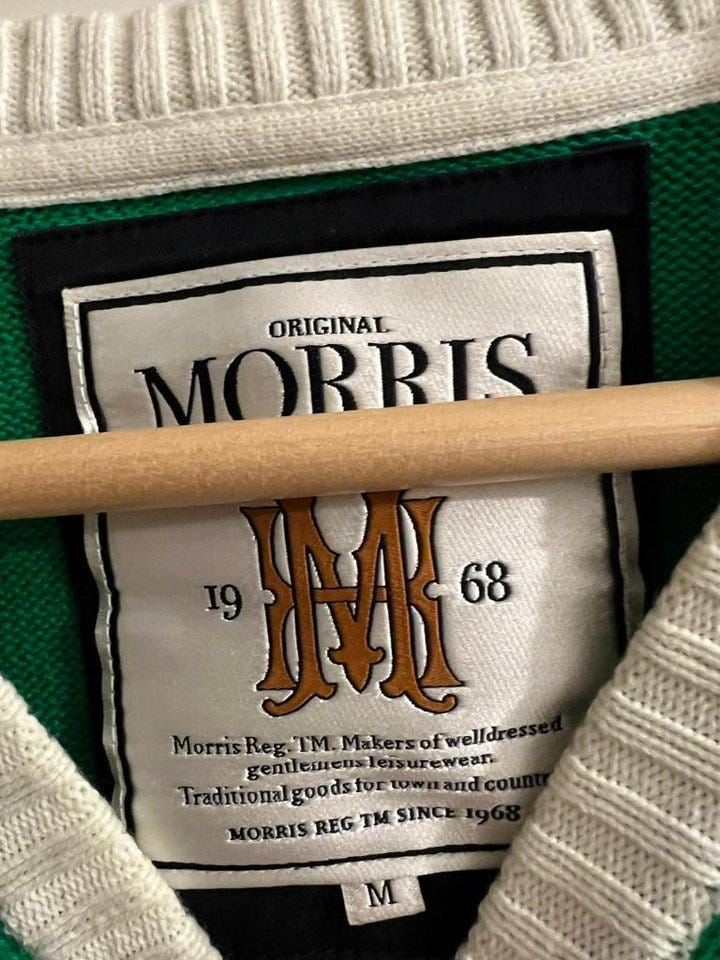 ORIGINAL
MORRIS
19 68
Morris Reg. TM. Makers of welldressed
gentlemens leisurewear.
Traditional goods for town and
MORRIS REG TM SINCE 1968
M